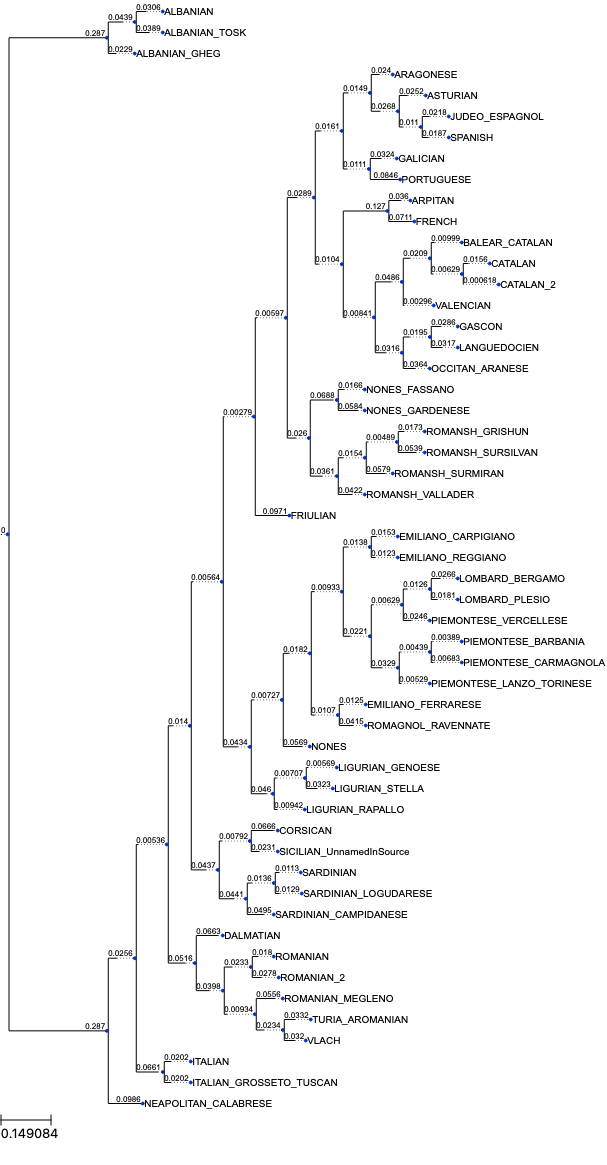 0.0306 ALBANIAN
0.0439
0.0389 ALBANIAN_TOSK
0.287
0.0229 ALBANIAN_GHEG
0.024 ARAGONESE
0.0149
0.0252 ASTURIAN
0.0268
0.0218 JUDEO_ESPAGNOL
0.011
0.0161
0.0187 SPANISH
0.0324 GALICIAN
0.0111
0.0846 PORTUGUESE
0.0289
0.036 ARPITAN
0.127
0.0711 FRENCH
0.00999 BALEAR_CATALAN
0.0209
0.0104
0.0156 CATALAN
0.00629
0.0486
0.000618 CATALAN_2
0.00296 VALENCIAN
0.00597
0.00841
0.0286 GASCON
0.0195
0.0317 LANGUEDOCIEN
0.0316
0.0364 OCCITAN_ARANESE
0.0166 NONES_FASSANO
0.0688
0.0584 NONES_GARDENESE
0.00279
0.026
0.0173 ROMANSH_GRISHUN
0.00489
0.0539 ROMANSH_SURSILVAN
0.0154
0.0579 ROMANSH_SURMIRAN
0.0361
0.0422 ROMANSH_VALLADER
0.0971 FRIULIAN
0
0.0153 EMILIANO_CARPIGIANO
0.0138
0.0123 EMILIANO_REGGIANO
0.00564
0.0266 LOMBARD_BERGAMO
0.00933
0.0126
0.0181 LOMBARD_PLESIO
0.00629
0.0246 PIEMONTESE_VERCELLESE
0.0221
0.00389 PIEMONTESE_BARBANIA
0.0182
0.00439
0.00683 PIEMONTESE_CARMAGNOLA
0.0329
0.00529 PIEMONTESE_LANZO_TORINESE
0.00727
0.0125 EMILIANO_FERRARESE
0.0107
0.014
0.0415 ROMAGNOL_RAVENNATE
0.0434
0.0569 NONES
0.00569 LIGURIAN_GENOESE
0.00707
0.0323 LIGURIAN_STELLA
0.046
0.00942 LIGURIAN_RAPALLO
0.0666 CORSICAN
0.00792
0.00536
0.0231 SICILIAN_UnnamedInSource
0.0437
0.0113 SARDINIAN
0.0136
0.0129 SARDINIAN_LOGUDARESE
0.0441
0.0495 SARDINIAN_CAMPIDANESE
0.0663 DALMATIAN
0.0256
0.0516
0.018 ROMANIAN
0.0233
0.0278 ROMANIAN_2
0.0398
0.0556 ROMANIAN_MEGLENO
0.00934
0.0332 TURIA_AROMANIAN
0.287
0.0234
0.032 VLACH
0.0202 ITALIAN
0.0661
0.0202 ITALIAN_GROSSETO_TUSCAN
0.0986 NEAPOLITAN_CALABRESE
0.149084